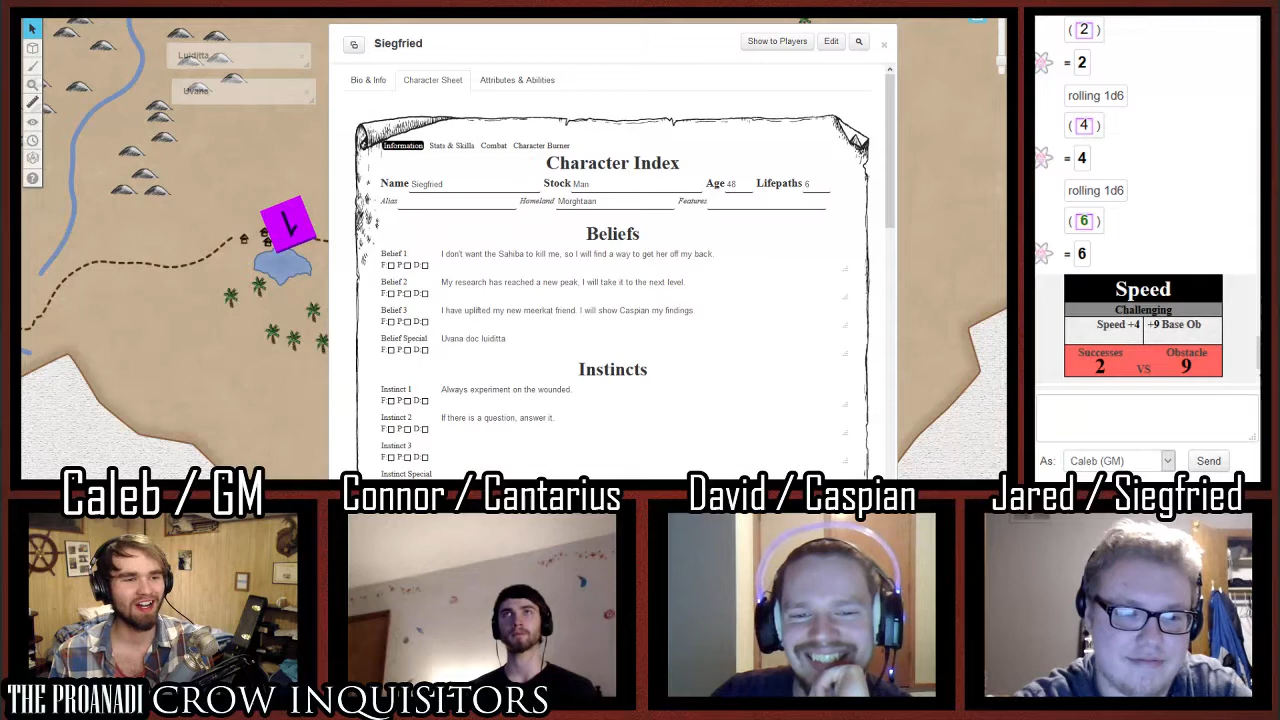 Luiditta
Uvana
Siegfried
Show to Players
Edit
Bio & Info
Character Sheet
Attributes & Abilities
Information Stats & Skills Combat Character Burner
Character Index
Name Siegfried Stock Man Age 48 Lifepaths 6
Alias Homeland Morghtaan Features
Beliefs
Belief 1 I don't want the Sahiba to kill me, so I will find a way to get her off my back.
F: P: D:
Belief 2 My research has reached a new peak, I will take it to the next level.
F: P: D:
Belief 3 I have uplifted my new meerkat friend. I will show Caspian my findings
F: P: D:
Belief Special Uvana doc luiditta
F: P: D:
Instincts
Instinct 1 Always experiment on the wounded.
F: P: D:
Instinct 2 If there is a question, answer it.
F: P: D:
Instinct 3
F: P: D:
Instinct Special
1
(2)
= 2
rolling 1d6
(4)
= 4
rolling 1d6
(6)
= 6
Speed
Challenging
Speed +4 +9 Base Ob
Successes Obstacle
2 VS 9
As: Caleb (GM) Send
Caleb / GM
Connor / Cantarius
David / Caspian
Jared / Siegfried
THE PROANADI CROW INQUISITORS